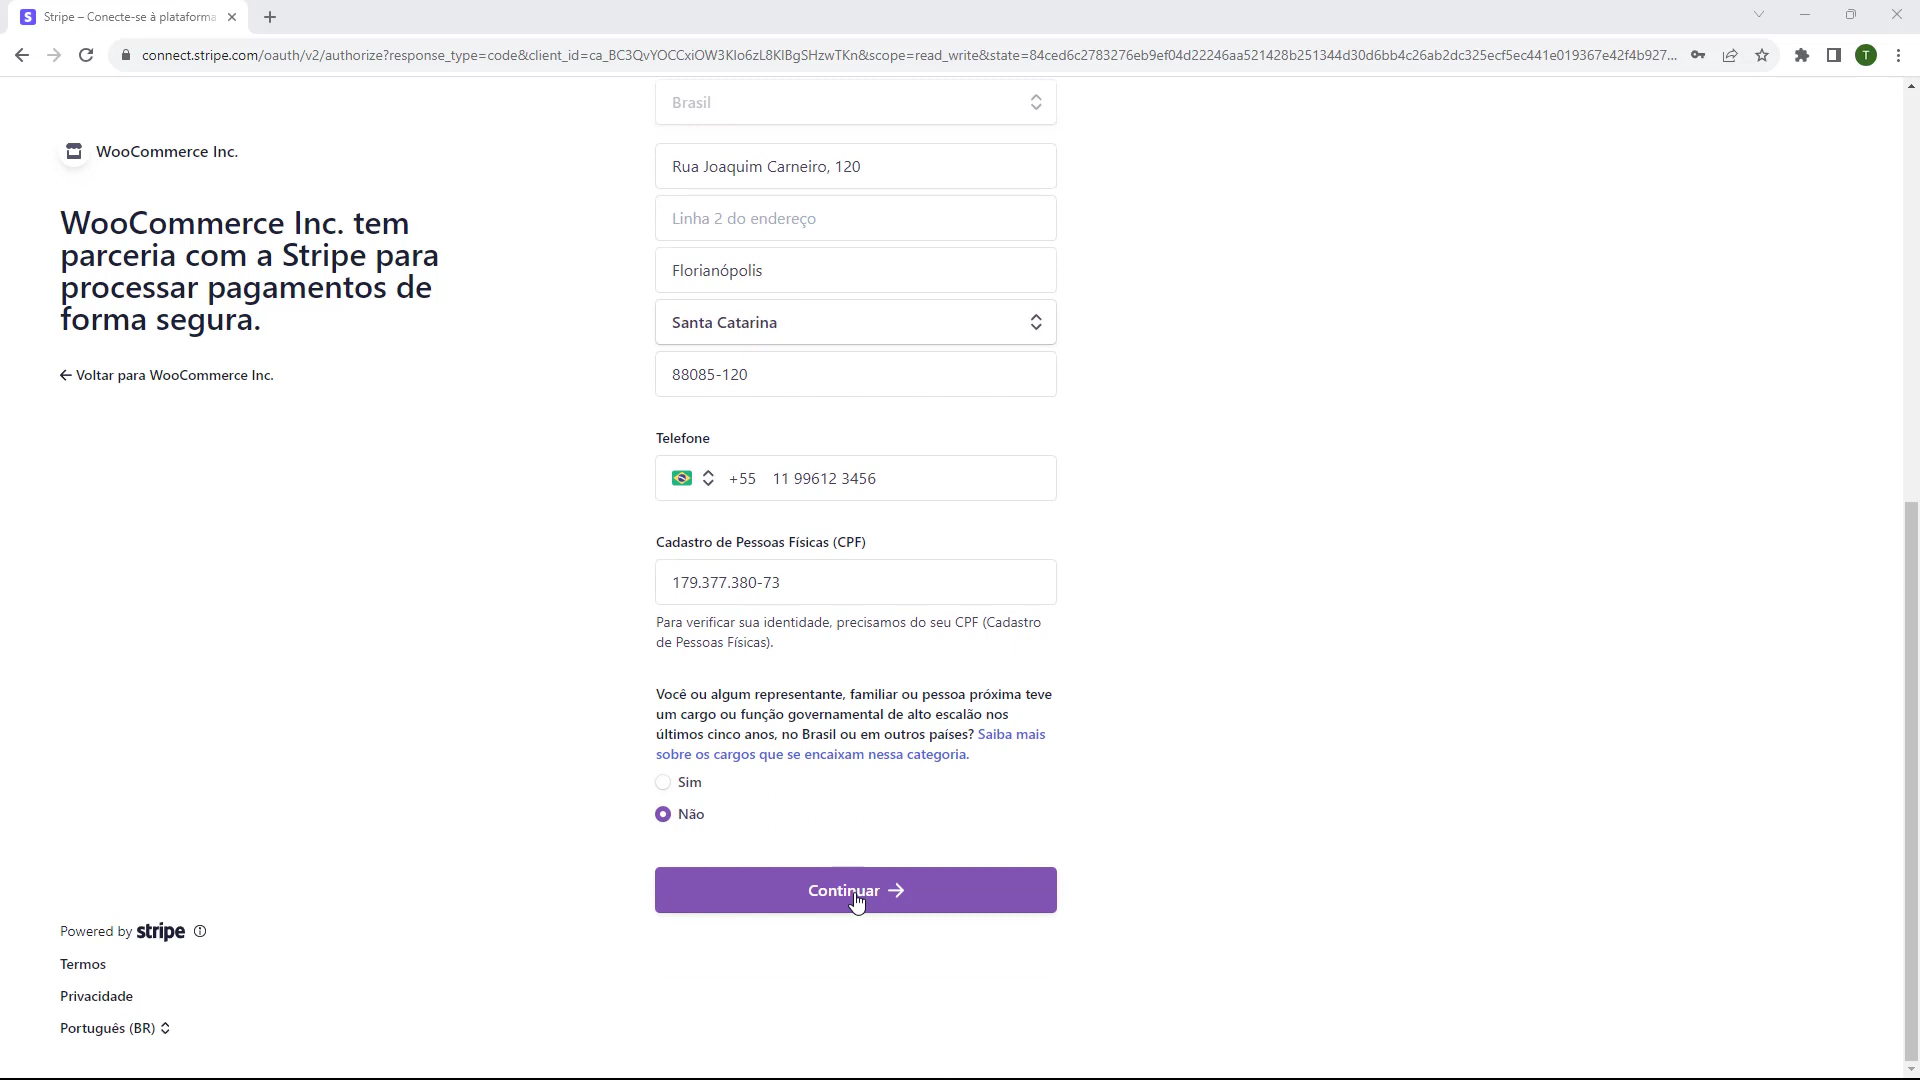 Stripe – Conecte-se à plataforma
connect.stripe.com/oauth/v2/authorize?response_type=code&client_id=ca_BC3QvYOCCxiOW3KIo6zL8KIBgSHzwTKn&scope=read_write&state=84ced6c2783276eb9ef04d22246aa521428b251344d30d6bb4c26ab2dc325ecf5ec441e019367e42f4b927...
T
WooCommerce Inc.
WooCommerce Inc. tem
parceria com a Stripe para
processar pagamentos de
forma segura.
Voltar para WooCommerce Inc.
Brasil
Rua Joaquim Carneiro, 120
Linha 2 do endereço
Florianópolis
Santa Catarina
88085-120
Telefone
+55 11 99612 3456
Cadastro de Pessoas Físicas (CPF)
179.377.380-73
Para verificar sua identidade, precisamos do seu CPF (Cadastro
de Pessoas Físicas).
Você ou algum representante, familiar ou pessoa próxima teve
um cargo ou função governamental de alto escalão nos
últimos cinco anos, no Brasil ou em outros países? Saiba mais
sobre os cargos que se encaixam nessa categoria.
Sim
Não
Continuar
Powered by stripe
Termos
Privacidade
Português (BR)